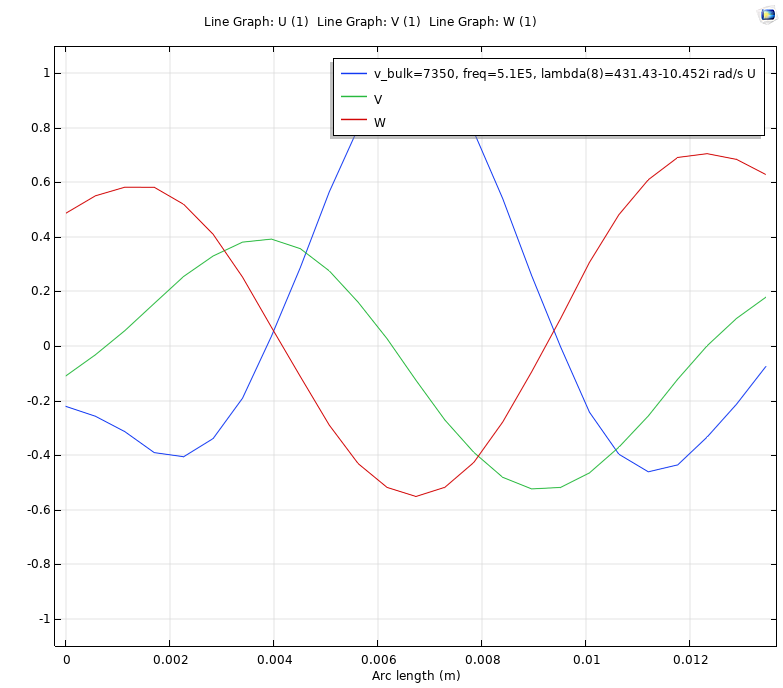 Line Graph: U (1)  Line Graph: V (1)  Line Graph: W (1)
v_bulk=7350, freq=5.1E5, lambda(8)=431.43-10.452i rad/s U
V
W
1
0.8
0.6
0.4
0.2
0
-0.2
-0.4
-0.6
-0.8
-1
0 0.002 0.004 0.006 0.008 0.01 0.012
Arc length (m)